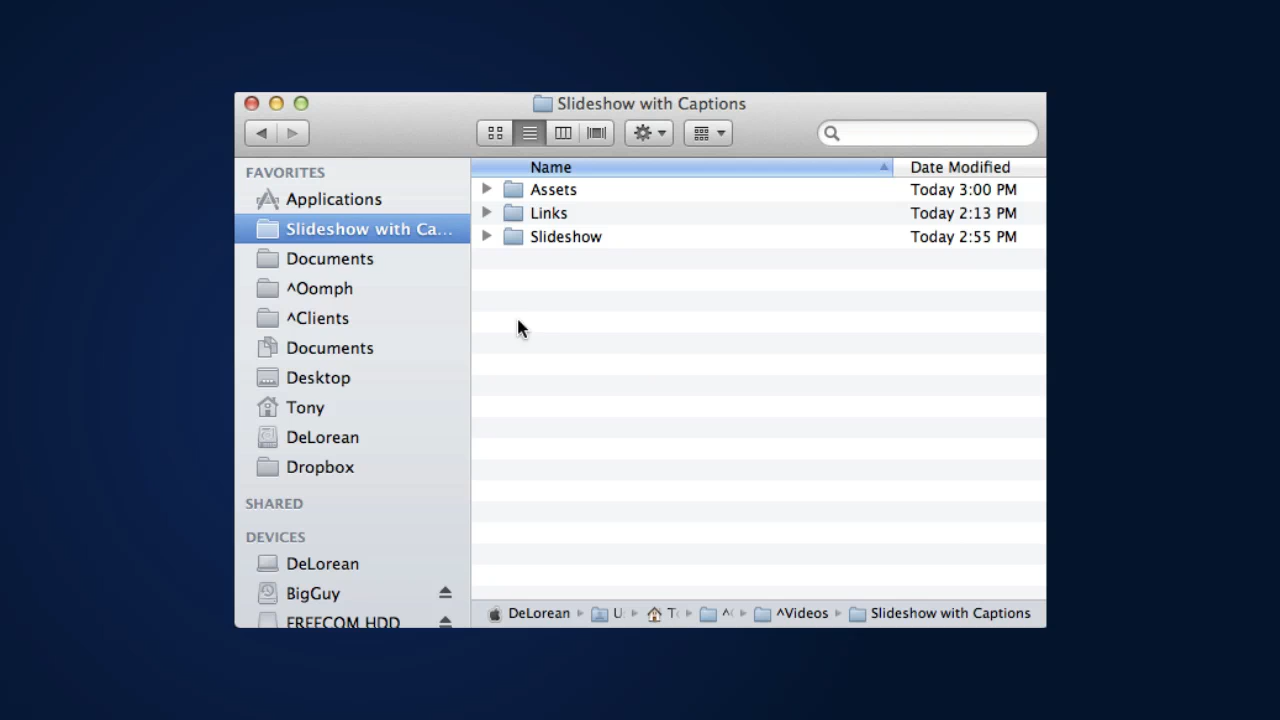 Slideshow with Captions
FAVORITES
Applications
Slideshow with Ca...
Documents
^Oomph
^Clients
Documents
Desktop
Tony
DeLorean
Dropbox
SHARED
DEVICES
DeLorean
BigGuy
FREECOM HDD
Name Date Modified
Assets Today 3:00 PM
Links Today 2:13 PM
Slideshow Today 2:55 PM
DeLorean U T ^ ^Videos Slideshow with Captions